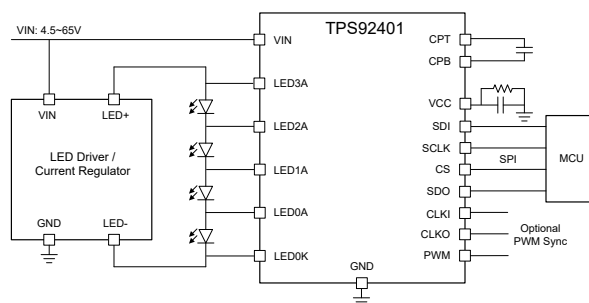 VIN: 4.5~65V
TPS92401
VIN
LED3A
LED2A
LED1A
LED0A
LED0K
GND
CPT
CPB
VCC
SDI
SCLK
CS
SDO
CLKI
CLKO
PWM
VIN
LED+
LED Driver /
Current Regulator
GND
LED-
SPI
MCU
Optional
PWM Sync